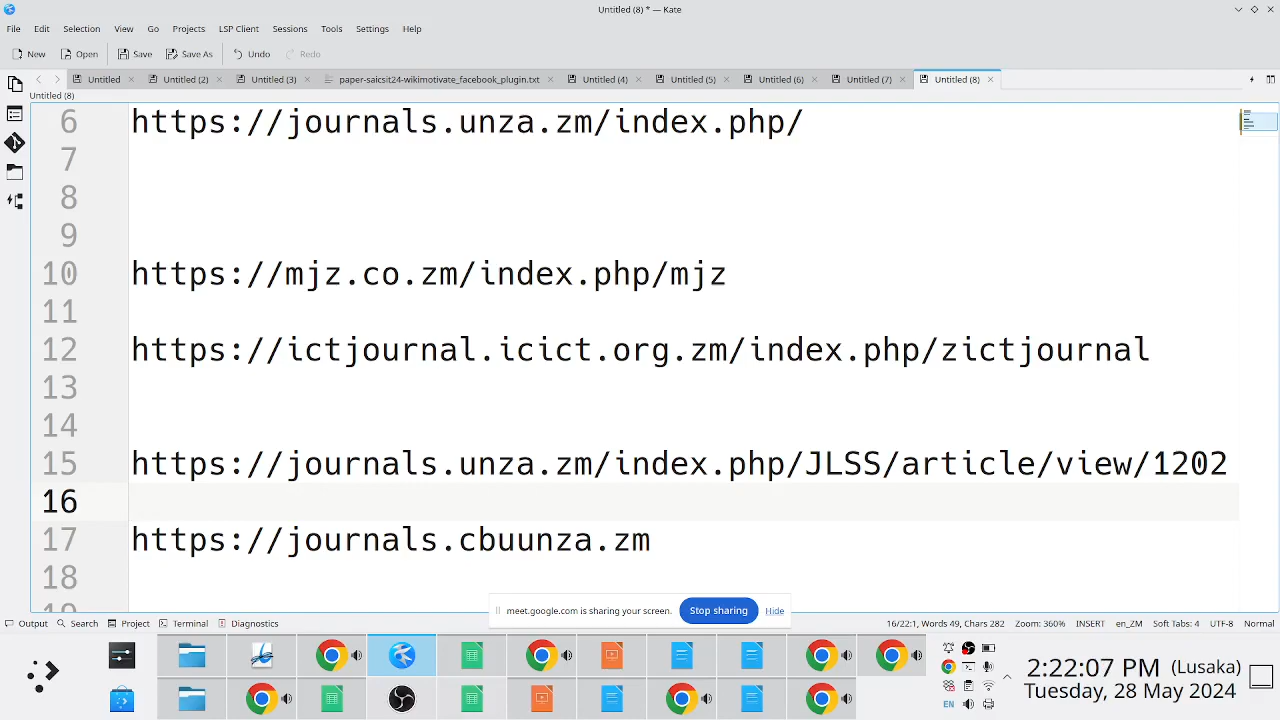 Untitled (8) * — Kate
File Edit Selection View Go Projects LSP Client Sessions Tools Settings Help
New Open Save Save As Undo Redo
Untitled Untitled (2) Untitled (3) paper-saicsit24-wikimotivate_facebook_plugin.txt Untitled (4) Untitled (5) Untitled (6) Untitled (7) Untitled (8)
Untitled (8)
6 https://journals.unza.zm/index.php/
7
8
9
10 https://mjz.co.zm/index.php/mjz
11
12 https://ictjournal.icict.org.zm/index.php/zictjournal
13
14
15 https://journals.unza.zm/index.php/JLSS/article/view/1202
16
17 https://journals.cbuunza.zm
18
19
meet.google.com is sharing your screen. Stop sharing Hide
Output Search Project Terminal Diagnostics 16/22:1, Words 49, Chars 282 Zoom: 360% INSERT en_ZM Soft Tabs: 4 UTF-8 Normal
EN 2:22:07 PM (Lusaka)
Tuesday, 28 May 2024